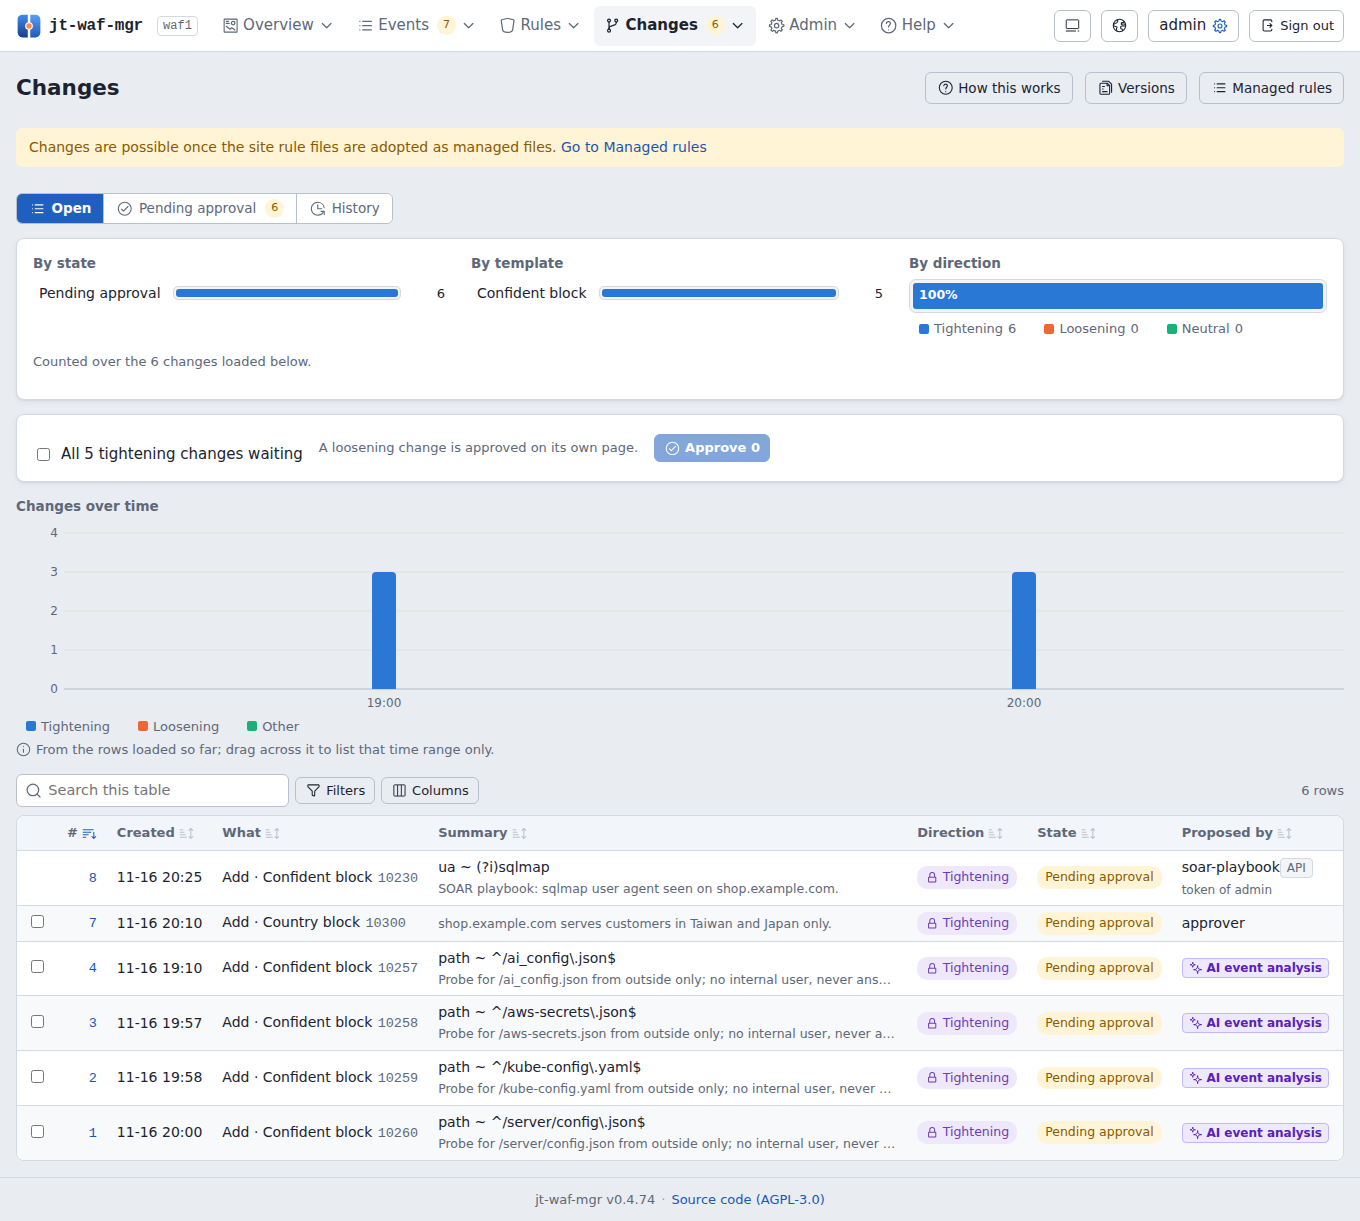 jt-waf-mgr waf1 Overview Events 7 Rules Changes 6 Admin Help admin Sign out
Changes How this works Versions Managed rules
Changes are possible once the site rule files are adopted as managed files. Go to Managed rules
Open Pending approval 6 History
By state By template By direction
Pending approval 6 Confident block 5 100%
Tightening 6 Loosening 0 Neutral 0
Counted over the 6 changes loaded below.
All 5 tightening changes waiting A loosening change is approved on its own page. Approve 0
Changes over time
4
3
2
1
0
19:00 20:00
Tightening Loosening Other
From the rows loaded so far; drag across it to list that time range only.
Search this table Filters Columns 6 rows
# Created What Summary Direction State Proposed by
8 11-16 20:25 Add · Confident block 10230 ua ~ (?i)sqlmap Tightening Pending approval soar-playbook API
SOAR playbook: sqlmap user agent seen on shop.example.com. token of admin
7 11-16 20:10 Add · Country block 10300 shop.example.com serves customers in Taiwan and Japan only. Tightening Pending approval approver
4 11-16 19:10 Add · Confident block 10257 path ~ ^/ai_config\.json$ Tightening Pending approval AI event analysis
Probe for /ai_config.json from outside only; no internal user, never ans…
3 11-16 19:57 Add · Confident block 10258 path ~ ^/aws-secrets\.json$ Tightening Pending approval AI event analysis
Probe for /aws-secrets.json from outside only; no internal user, never a…
2 11-16 19:58 Add · Confident block 10259 path ~ ^/kube-config\.yaml$ Tightening Pending approval AI event analysis
Probe for /kube-config.yaml from outside only; no internal user, never …
1 11-16 20:00 Add · Confident block 10260 path ~ ^/server/config\.json$ Tightening Pending approval AI event analysis
Probe for /server/config.json from outside only; no internal user, never …
jt-waf-mgr v0.4.74 · Source code (AGPL-3.0)